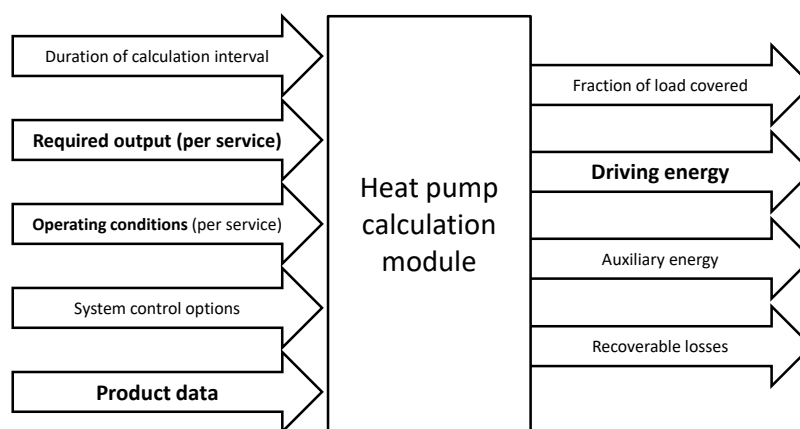 Duration of calculation interval
Required output (per service)
Operating conditions (per service)
System control options
Product data
Heat pump
calculation
module
Fraction of load covered
Driving energy
Auxiliary energy
Recoverable losses